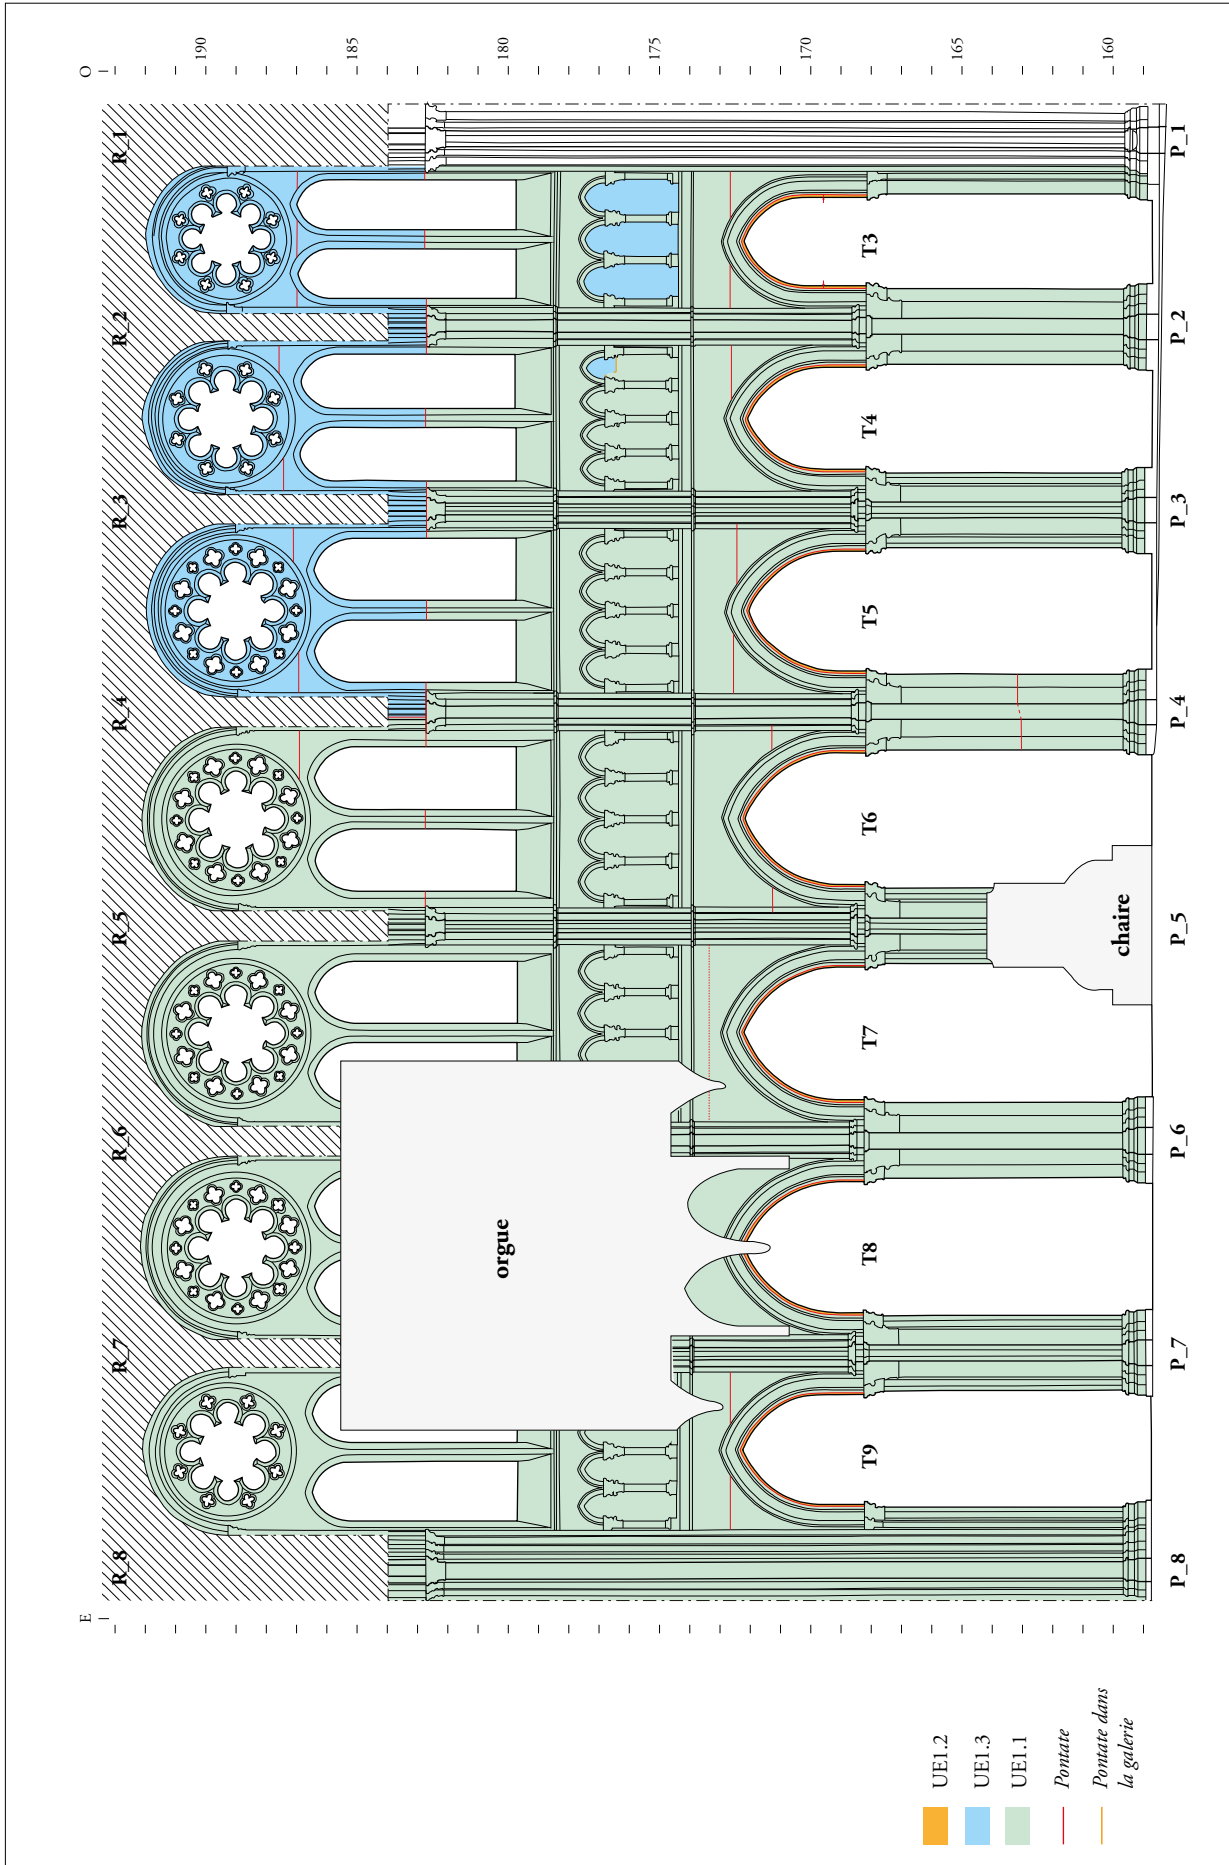 E
O
190
185
180
175
170
165
160
R_8
R_7
R_6
R_5
R_4
R_3
R_2
R_1
orgue
T9
T8
T7
T6
T5
T4
T3
chaire
P_8
P_7
P_6
P_5
P_4
P_3
P_2
P_1
UE1.2
UE1.3
UE1.1
Pontate
Pontate dans
la galerie